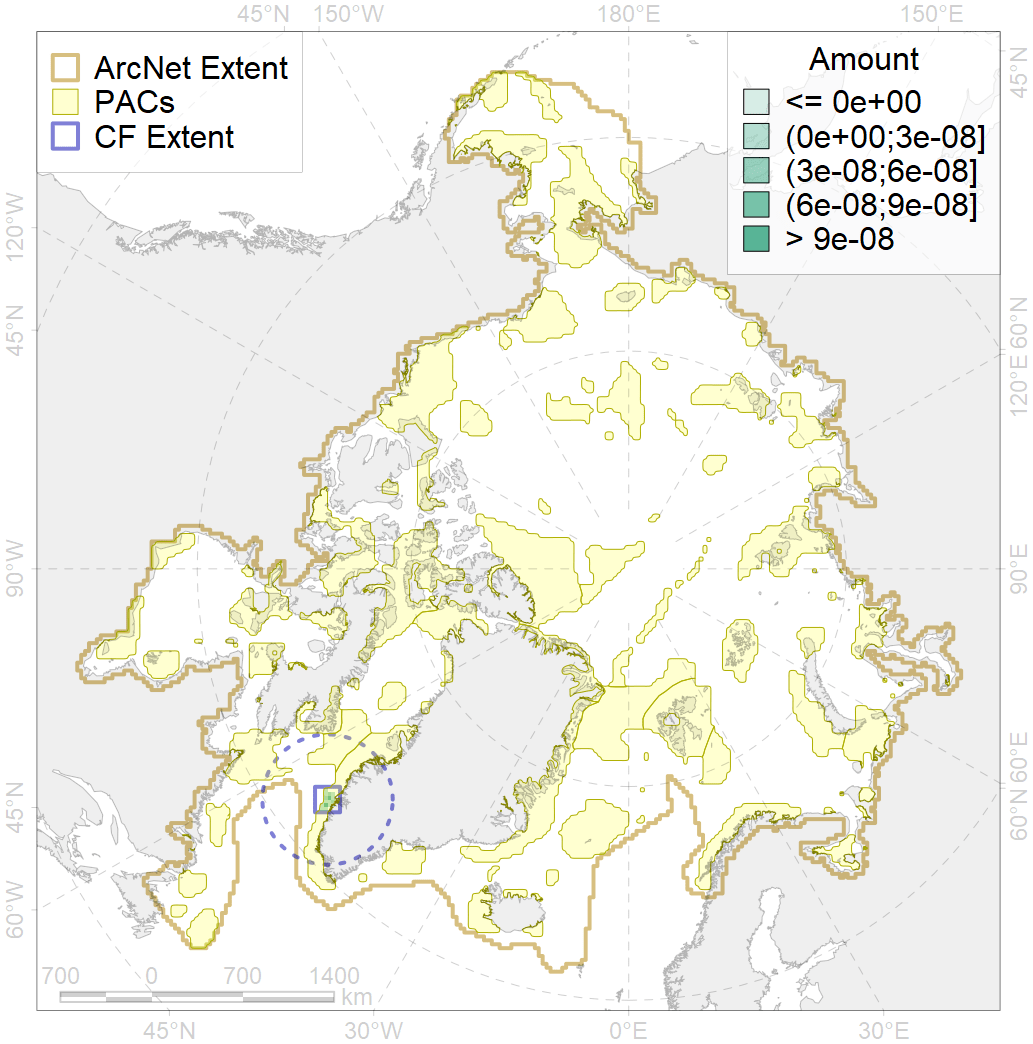 45°N 150°W 180°E 150°E
ArcNet Extent
PACs
CF Extent
Amount
<= 0e+00
(0e+00;3e-08]
(3e-08;6e-08]
(6e-08;9e-08]
> 9e-08
45°N
120°W
45°N
60°N
120°E
90°W
90°E
60°E
45°N
60°N
60°W
700 0 700 1400
km
45°N 30°W 0°E 30°E